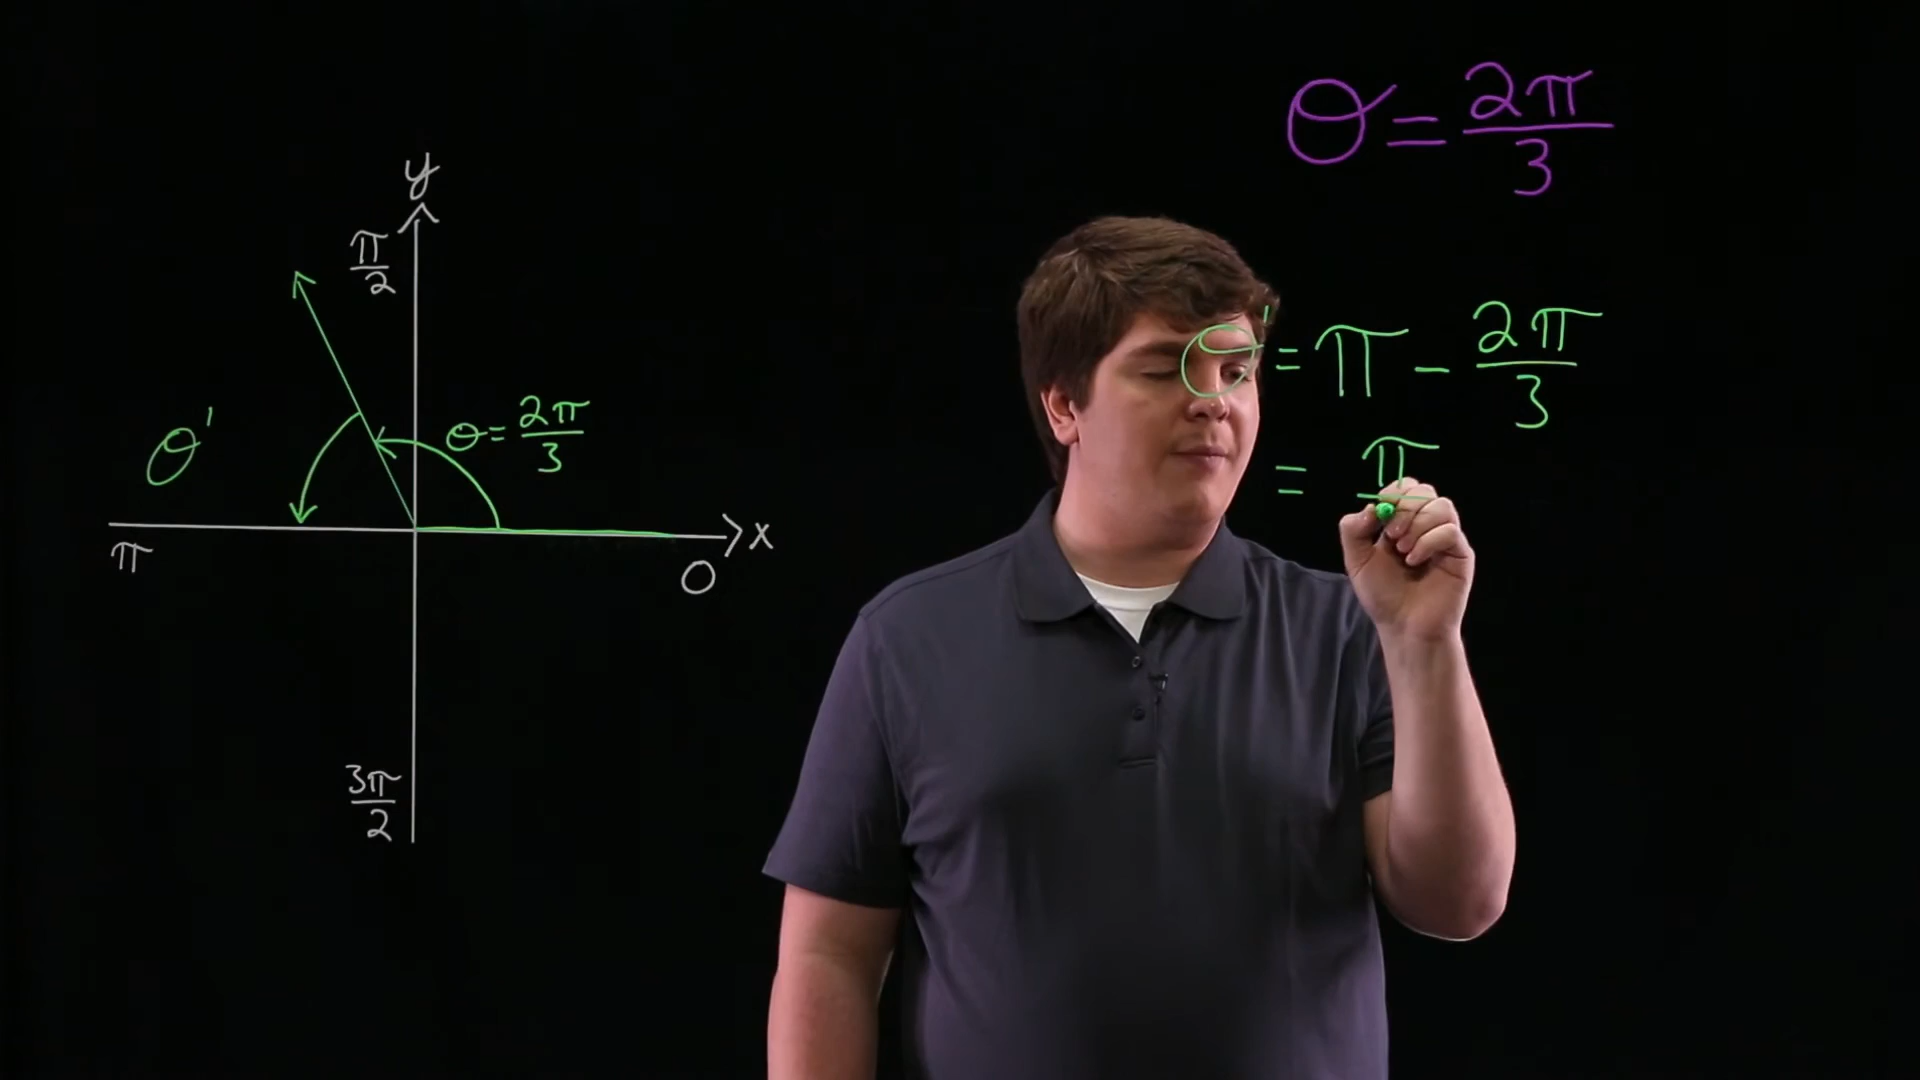 θ = 2π/3
y
π/2
θ' = π - 2π/3
θ' θ = 2π/3
= π
x
π 0
3π/2